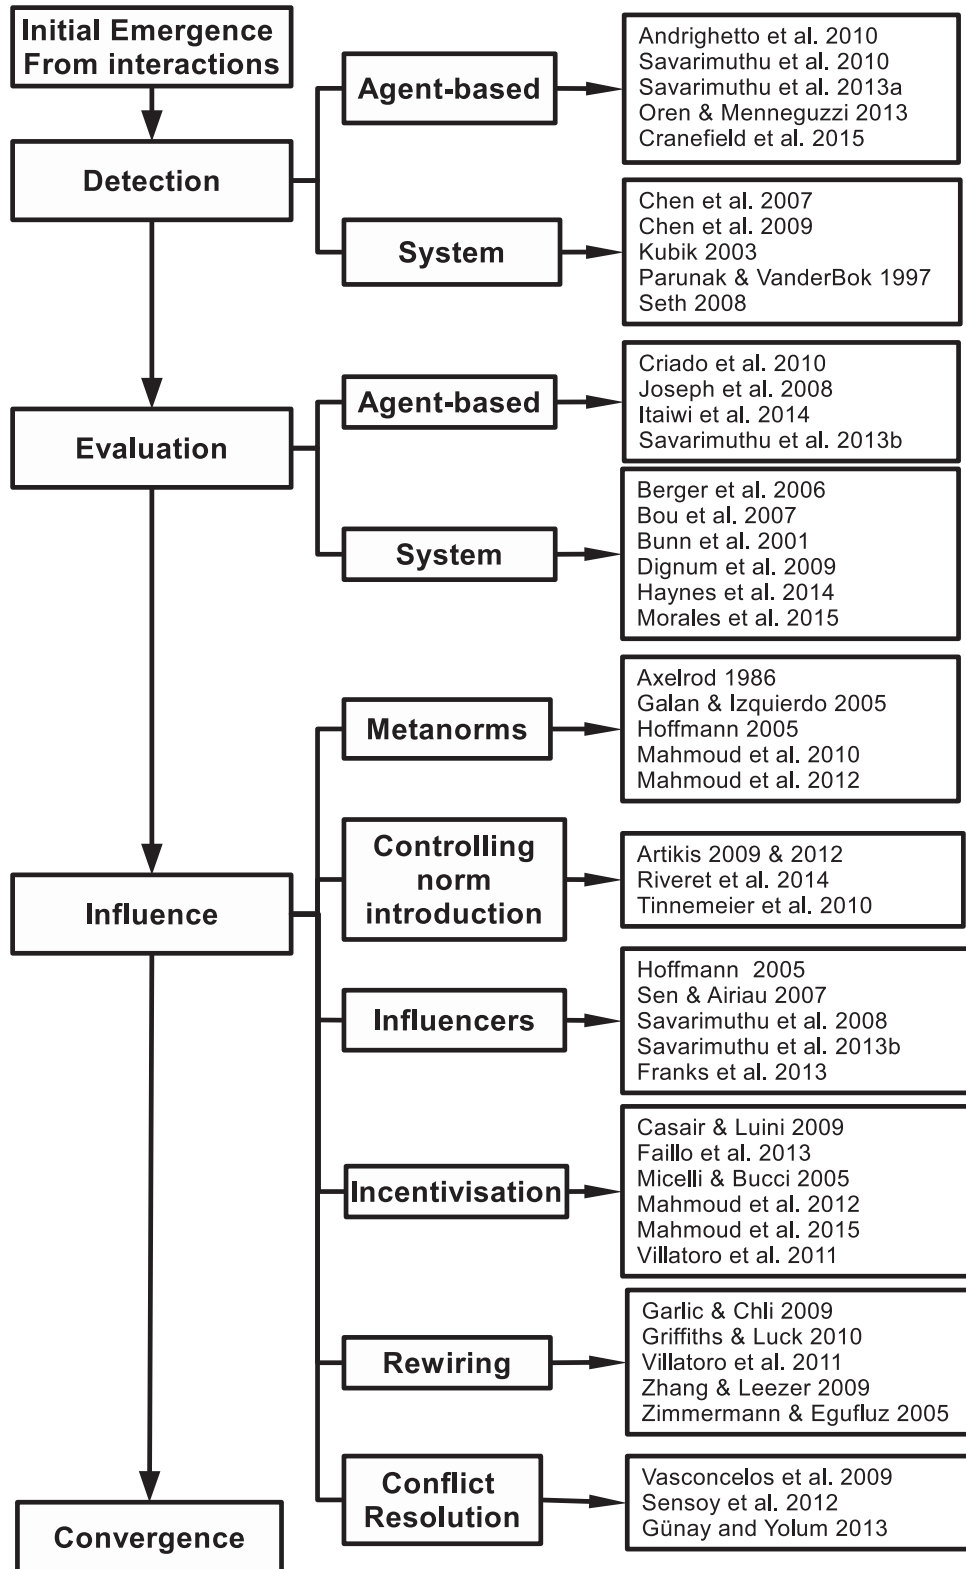 Initial Emergence
From interactions
Detection
Agent-based
Andrighetto et al. 2010
Savarimuthu et al. 2010
Savarimuthu et al. 2013a
Oren & Menneguzzi 2013
Cranefield et al. 2015
System
Chen et al. 2007
Chen et al. 2009
Kubik 2003
Parunak & VanderBok 1997
Seth 2008
Evaluation
Agent-based
Criado et al. 2010
Joseph et al. 2008
Itaiwi et al. 2014
Savarimuthu et al. 2013b
System
Berger et al. 2006
Bou et al. 2007
Bunn et al. 2001
Dignum et al. 2009
Haynes et al. 2014
Morales et al. 2015
Influence
Metanorms
Axelrod 1986
Galan & Izquierdo 2005
Hoffmann 2005
Mahmoud et al. 2010
Mahmoud et al. 2012
Controlling
norm
introduction
Artikis 2009 & 2012
Riveret et al. 2014
Tinnemeier et al. 2010
Influencers
Hoffmann 2005
Sen & Airiau 2007
Savarimuthu et al. 2008
Savarimuthu et al. 2013b
Franks et al. 2013
Incentivisation
Casair & Luini 2009
Faillo et al. 2013
Micelli & Bucci 2005
Mahmoud et al. 2012
Mahmoud et al. 2015
Villatoro et al. 2011
Rewiring
Garlic & Chli 2009
Griffiths & Luck 2010
Villatoro et al. 2011
Zhang & Leezer 2009
Zimmermann & Egufluz 2005
Conflict
Resolution
Vasconcelos et al. 2009
Sensoy et al. 2012
Günay and Yolum 2013
Convergence